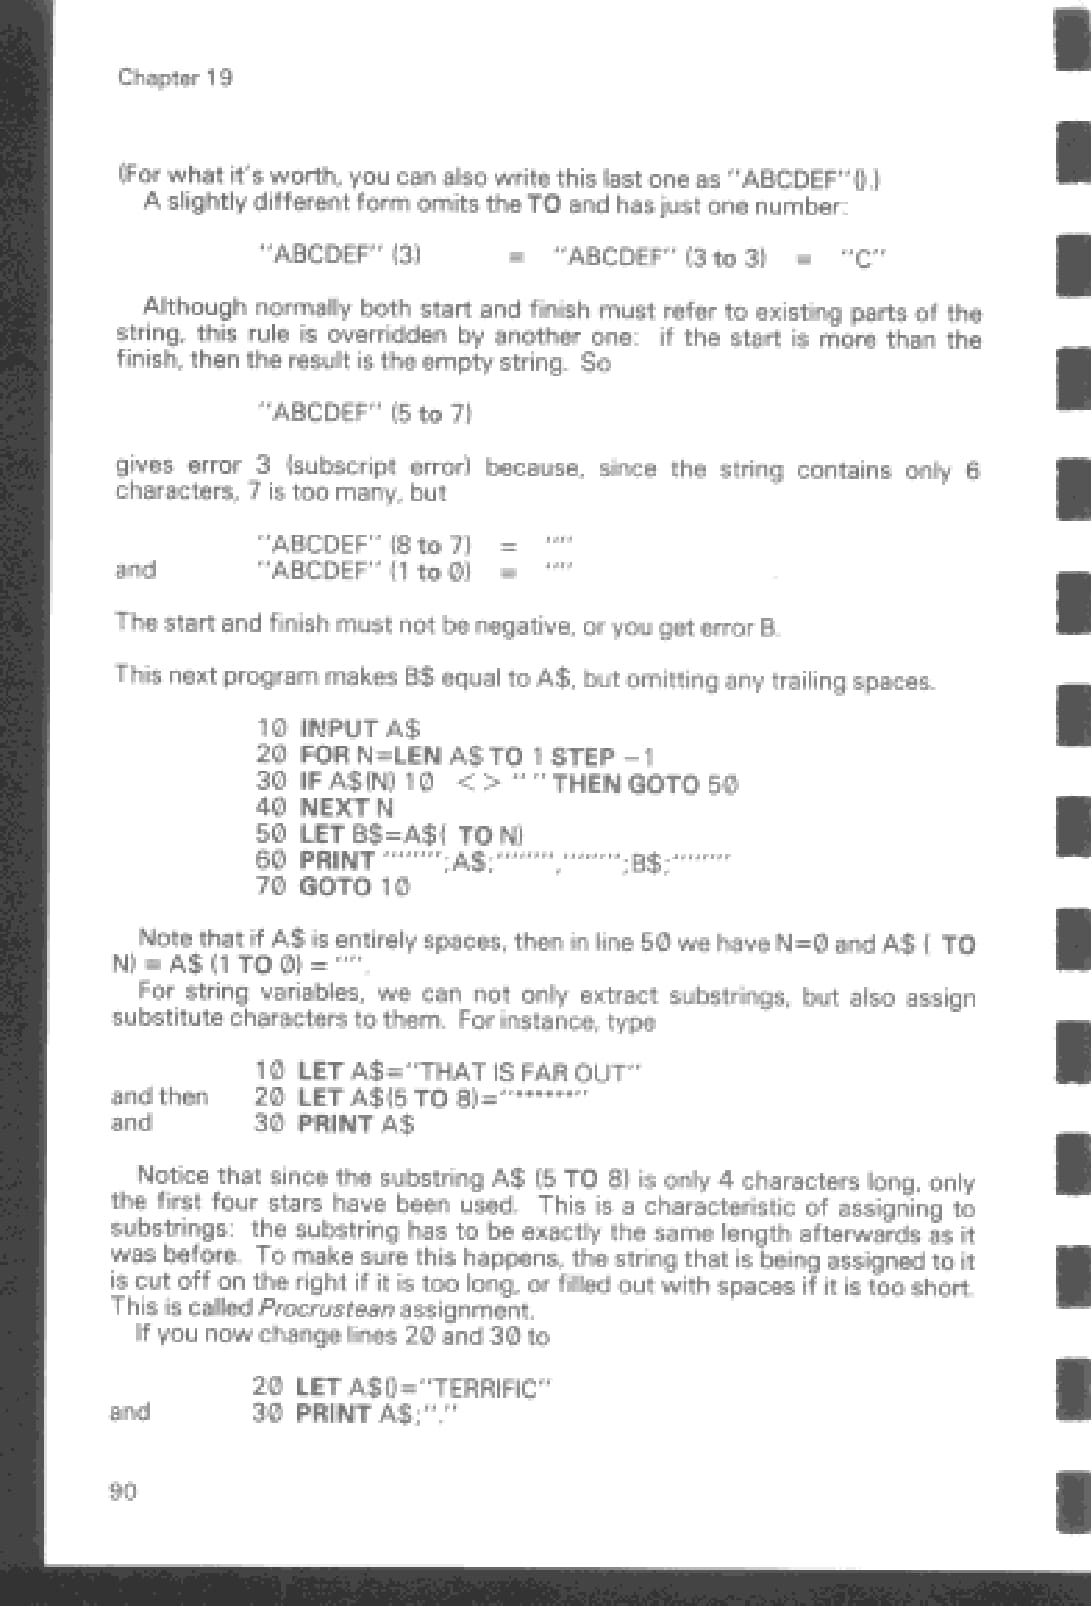 Chapter 19
(For what it's worth, you can also write this last one as "ABCDEF"().)
A slightly different form omits the TO and has just one number:
"ABCDEF" (3) = "ABCDEF" (3 to 3) = "C"
Although normally both start and finish must refer to existing parts of the
string, this rule is overridden by another one: if the start is more than the
finish, then the result is the empty string. So
"ABCDEF" (5 to 7)
gives error 3 (subscript error) because, since the string contains only 6
characters, 7 is too many, but
"ABCDEF" (8 to 7) = ""
and "ABCDEF" (1 to 0) = ""
The start and finish must not be negative, or you get error B.
This next program makes B$ equal to A$, but omitting any trailing spaces.
10 INPUT A$
20 FOR N=LEN A$ TO 1 STEP −1
30 IF A$(N) 10 <> " " THEN GOTO 50
40 NEXT N
50 LET B$=A$( TO N)
60 PRINT """";A$;"""","""";B$;""""
70 GOTO 10
Note that if A$ is entirely spaces, then in line 50 we have N=0 and A$ ( TO
N) = A$ (1 TO 0) = "".
For string variables, we can not only extract substrings, but also assign
substitute characters to them. For instance, type
10 LET A$="THAT IS FAR OUT"
and then 20 LET A$(5 TO 8)="*******"
and 30 PRINT A$
Notice that since the substring A$ (5 TO 8) is only 4 characters long, only
the first four stars have been used. This is a characteristic of assigning to
substrings: the substring has to be exactly the same length afterwards as it
was before. To make sure this happens, the string that is being assigned to it
is cut off on the right if it is too long, or filled out with spaces if it is too short.
This is called Procrustean assignment.
If you now change lines 20 and 30 to
20 LET A$()="TERRIFIC"
and 30 PRINT A$;"."
90